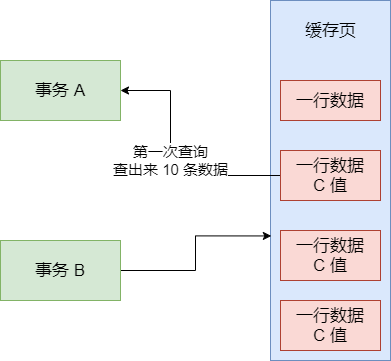 缓存页
事务 A
一行数据
第一次查询
查出来 10 条数据
一行数据
C 值
事务 B
一行数据
C 值
一行数据
C 值